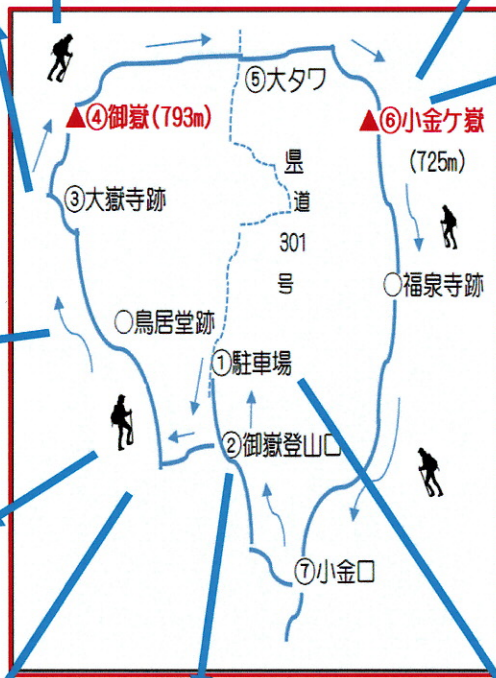 ⑤大タワ
▲④御嶽(793m)
▲⑥小金ケ嶽
(725m)
県
道
301
号
③大嶽寺跡
○福泉寺跡
○鳥居堂跡
①駐車場
②御嶽登山口
⑦小金口